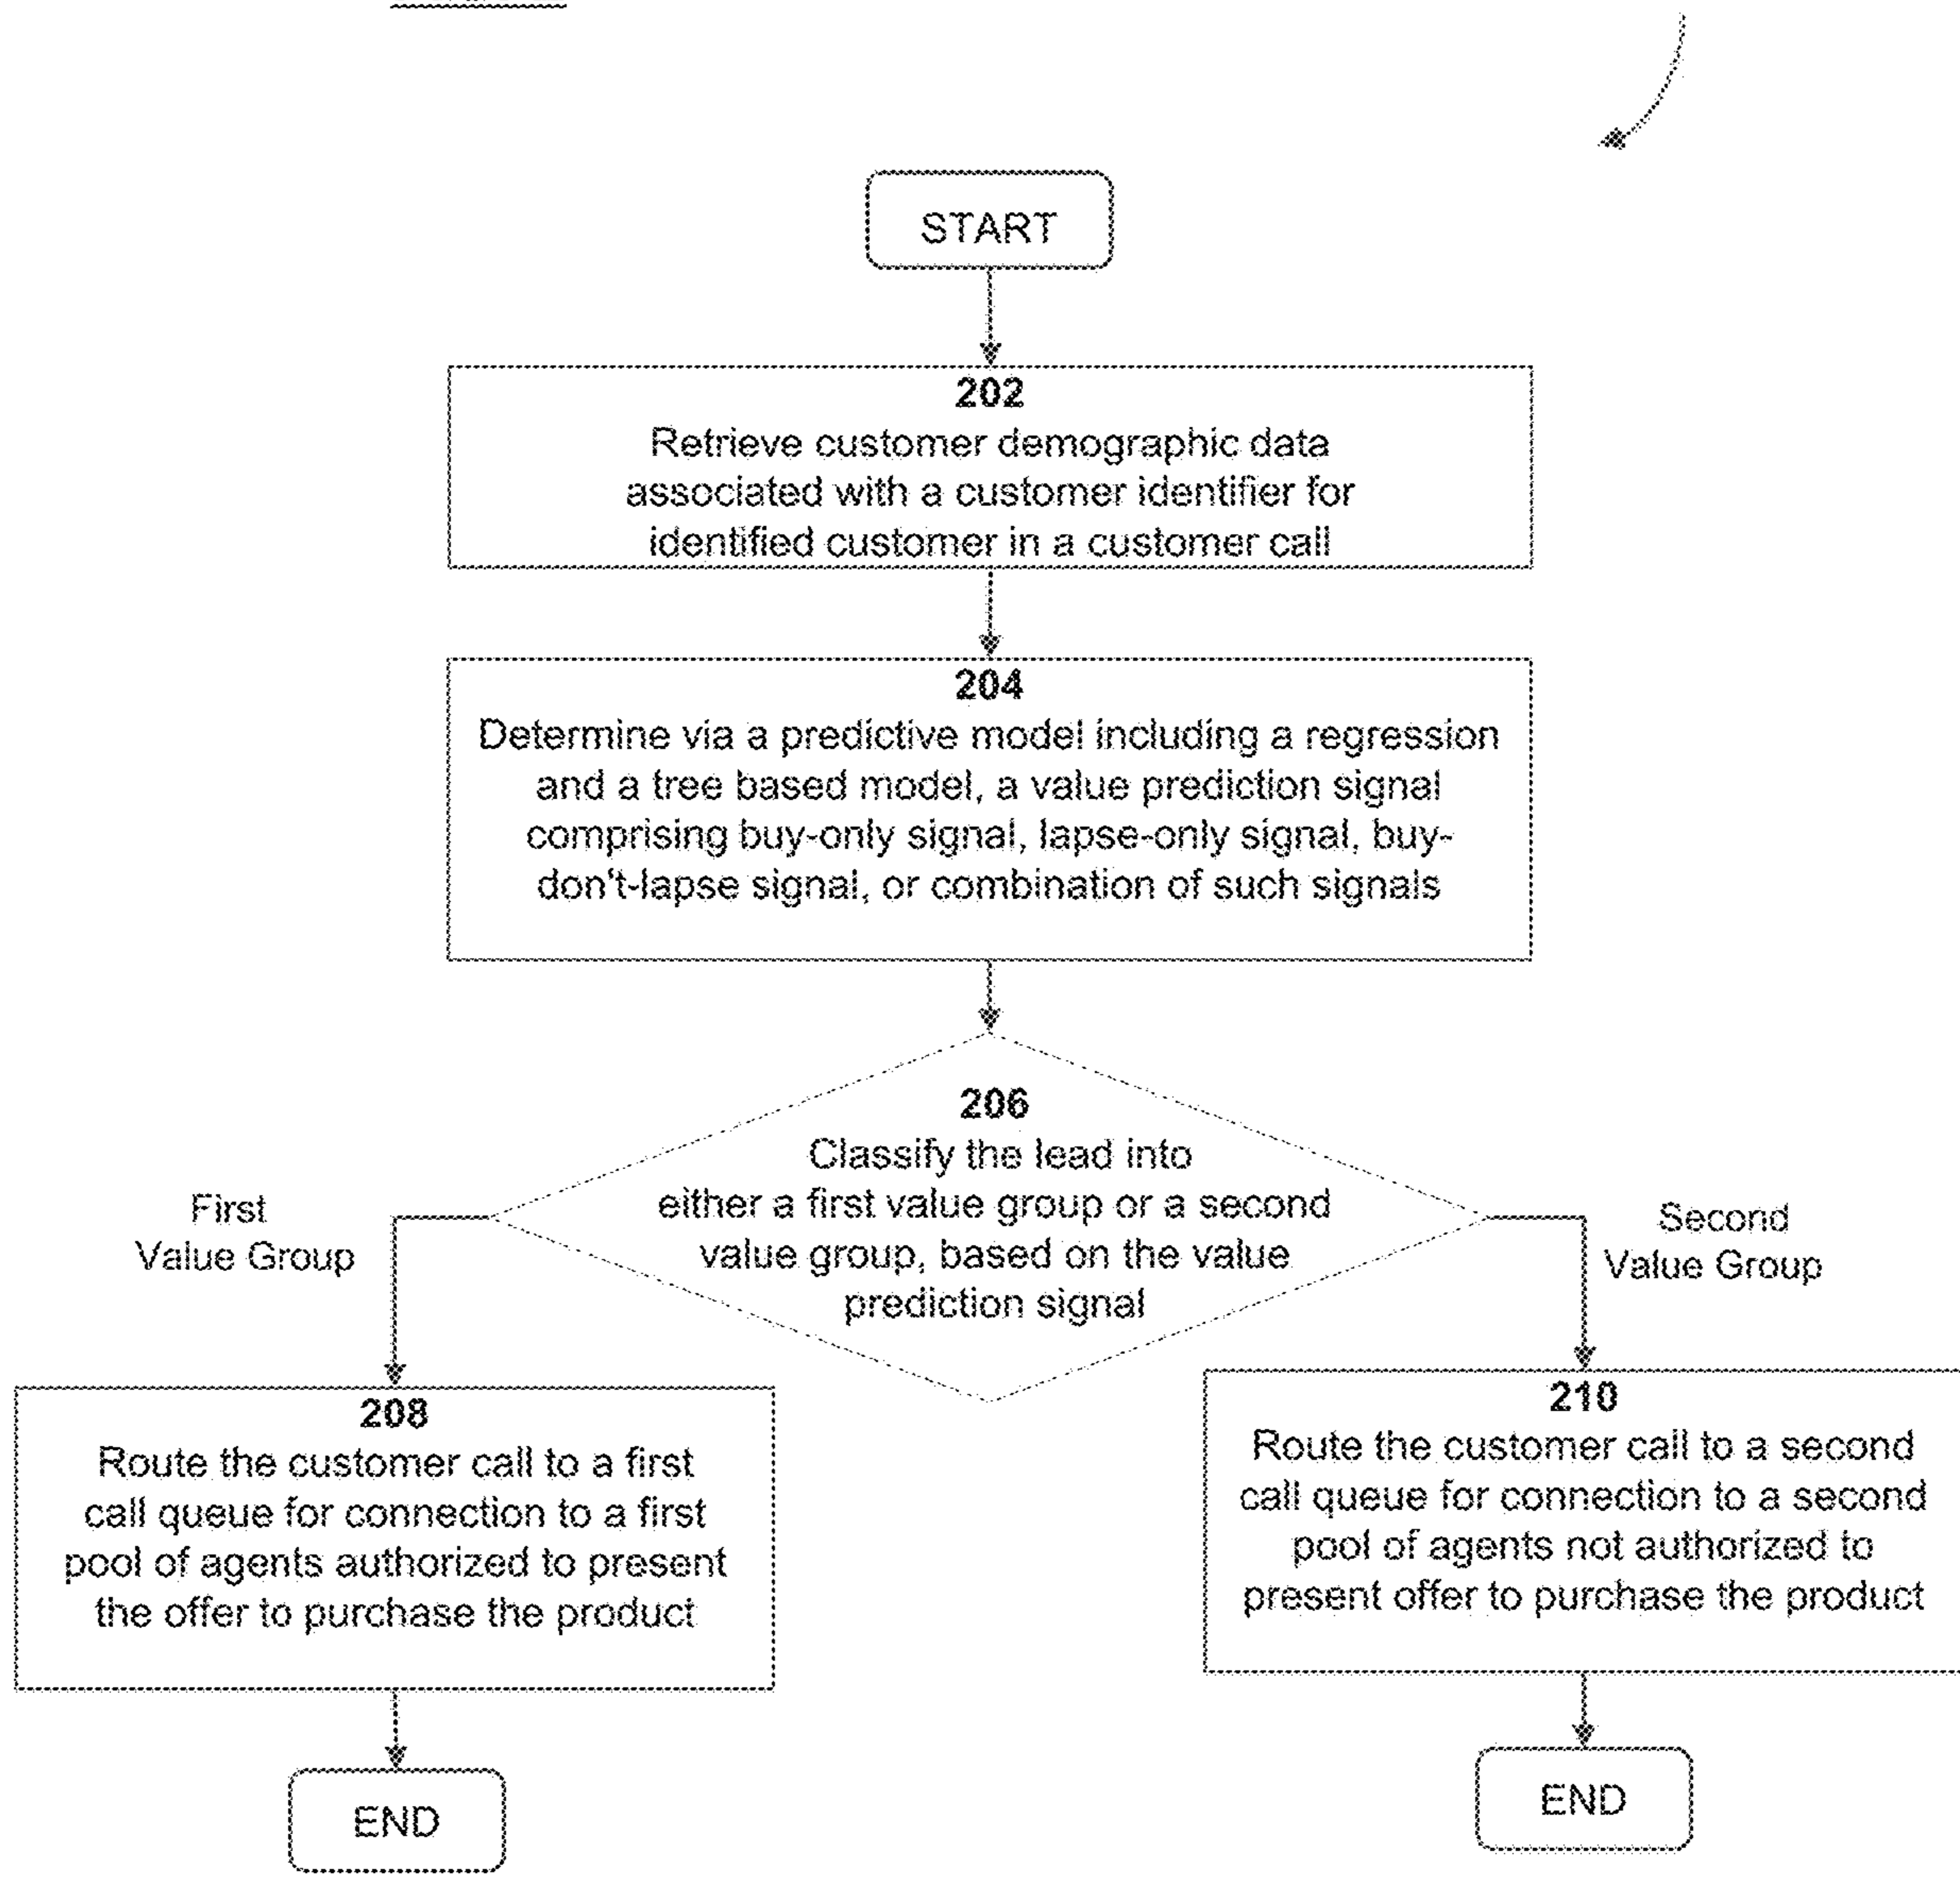 START
202
Retrieve customer demographic data
associated with a customer identifier for
identified customer in a customer call
204
Determine via a predictive model including a regression
and a tree based model, a value prediction signal
comprising buy-only signal, lapse-only signal, buy-
don't-lapse signal, or combination of such signals
206
Classify the lead into
either a first value group or a second
value group, based on the value
prediction signal
First
Value Group
Second
Value Group
208
Route the customer call to a first
call queue for connection to a first
pool of agents authorized to present
the offer to purchase the product
210
Route the customer call to a second
call queue for connection to a second
pool of agents not authorized to
present offer to purchase the product
END
END